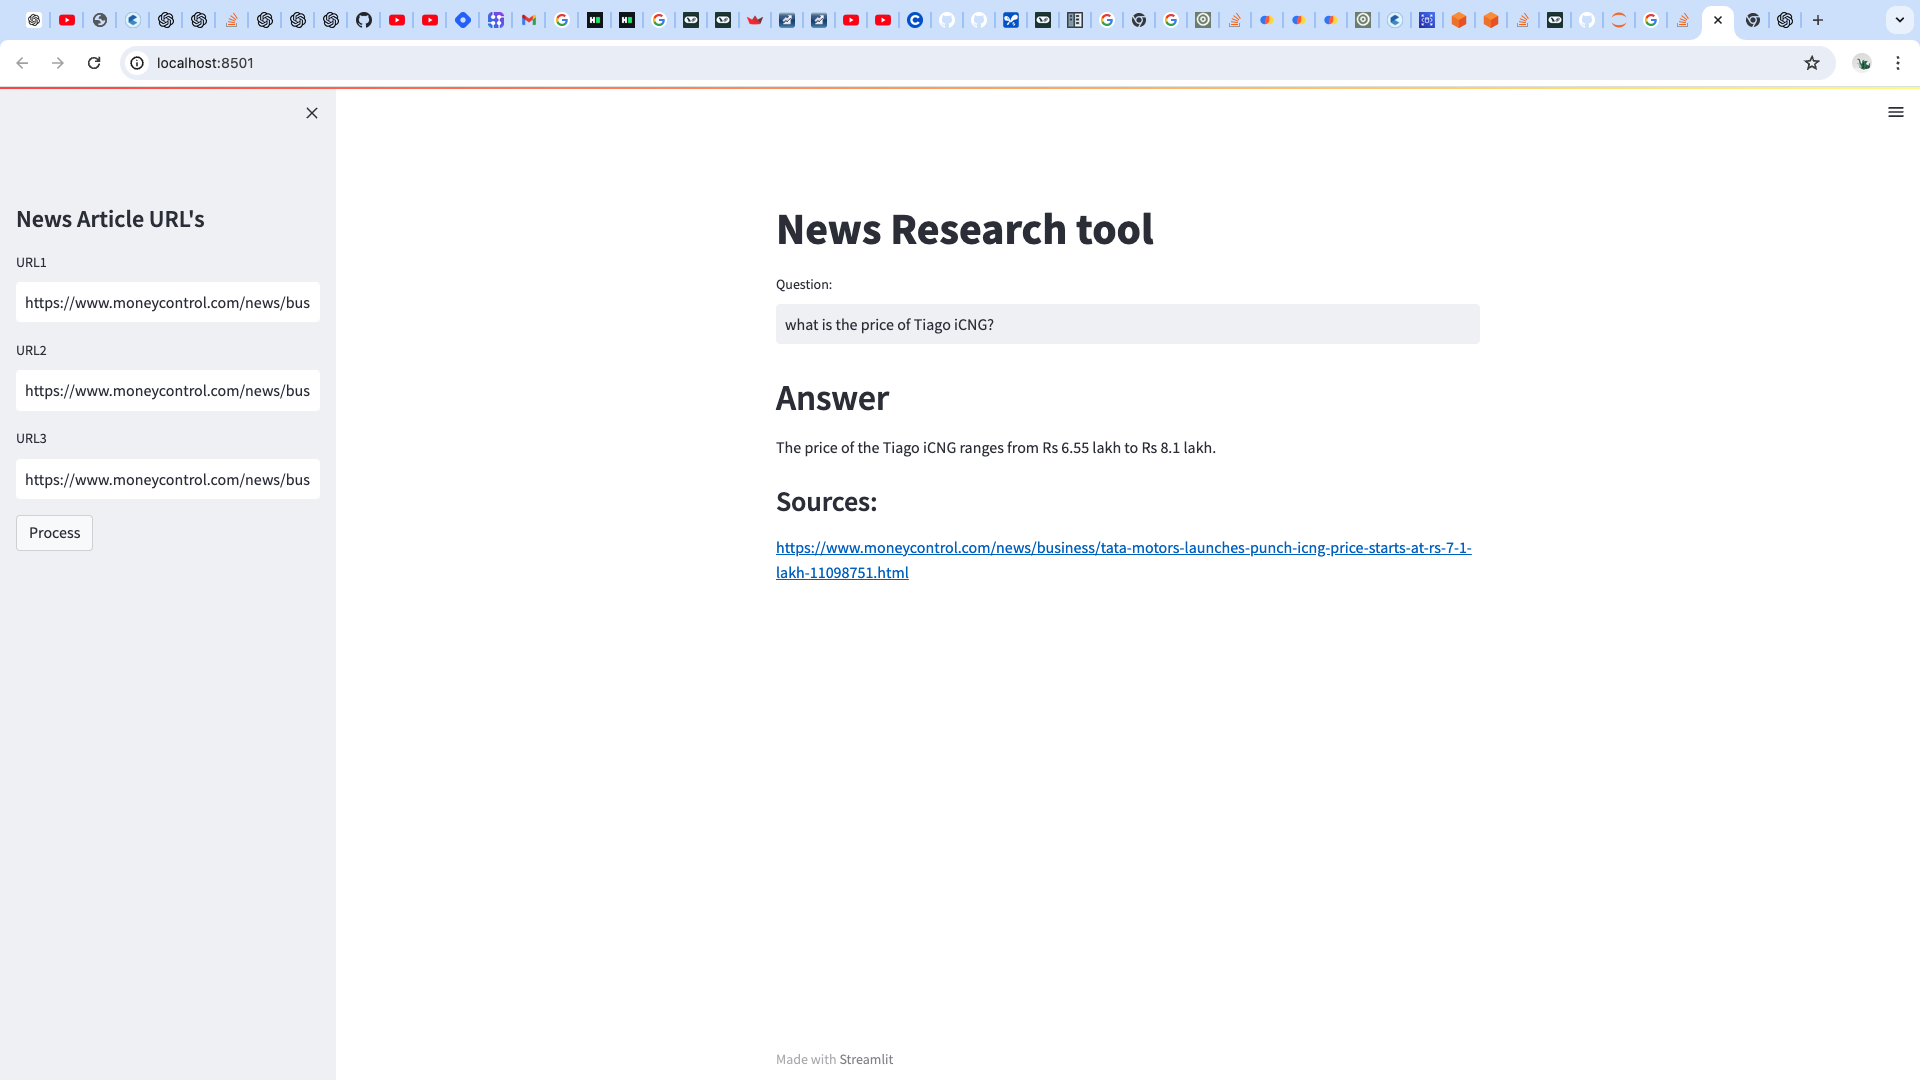 localhost:8501
News Article URL's
URL1
https://www.moneycontrol.com/news/bus
URL2
https://www.moneycontrol.com/news/bus
URL3
https://www.moneycontrol.com/news/bus
Process
News Research tool
Question:
what is the price of Tiago iCNG?
Answer
The price of the Tiago iCNG ranges from Rs 6.55 lakh to Rs 8.1 lakh.
Sources:
https://www.moneycontrol.com/news/business/tata-motors-launches-punch-icng-price-starts-at-rs-7-1-
lakh-11098751.html
Made with Streamlit